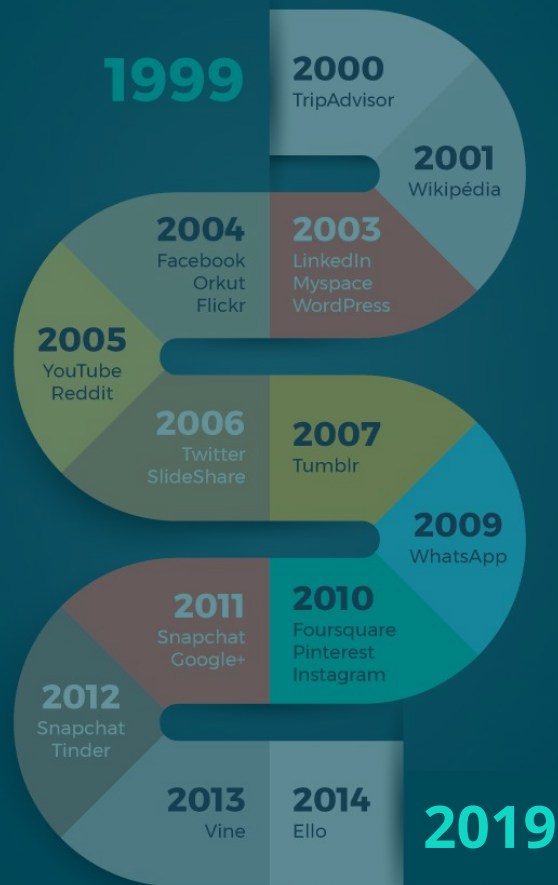 1999
2000
TripAdvisor
2001
Wikipédia
2003
LinkedIn
Myspace
WordPress
2004
Facebook
Orkut
Flickr
2005
YouTube
Reddit
2006
Twitter
SlideShare
2007
Tumblr
2009
WhatsApp
2010
Foursquare
Pinterest
Instagram
2011
Snapchat
Google+
2012
Snapchat
Tinder
2013
Vine
2014
Ello
2019